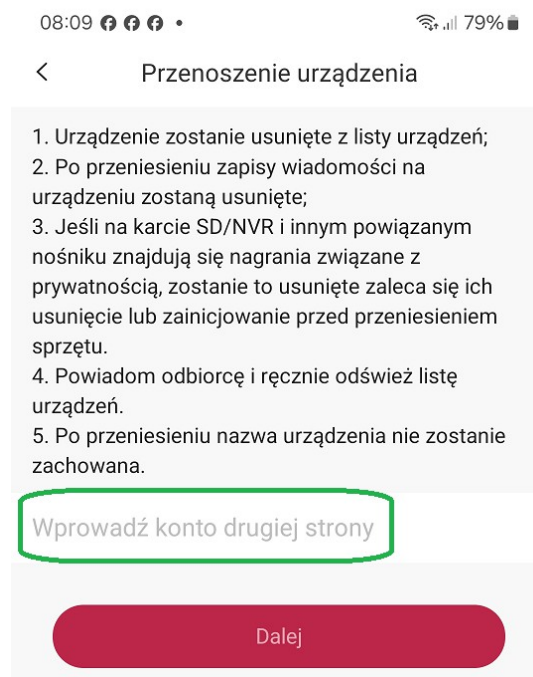 08:09 79%
Przenoszenie urządzenia
1. Urządzenie zostanie usunięte z listy urządzeń;
2. Po przeniesieniu zapisy wiadomości na
urządzeniu zostaną usunięte;
3. Jeśli na karcie SD/NVR i innym powiązanym
nośniku znajdują się nagrania związane z
prywatnością, zostanie to usunięte zaleca się ich
usunięcie lub zainicjowanie przed przeniesieniem
sprzętu.
4. Powiadom odbiorcę i ręcznie odśwież listę
urządzeń.
5. Po przeniesieniu nazwa urządzenia nie zostanie
zachowana.
Wprowadź konto drugiej strony
Dalej